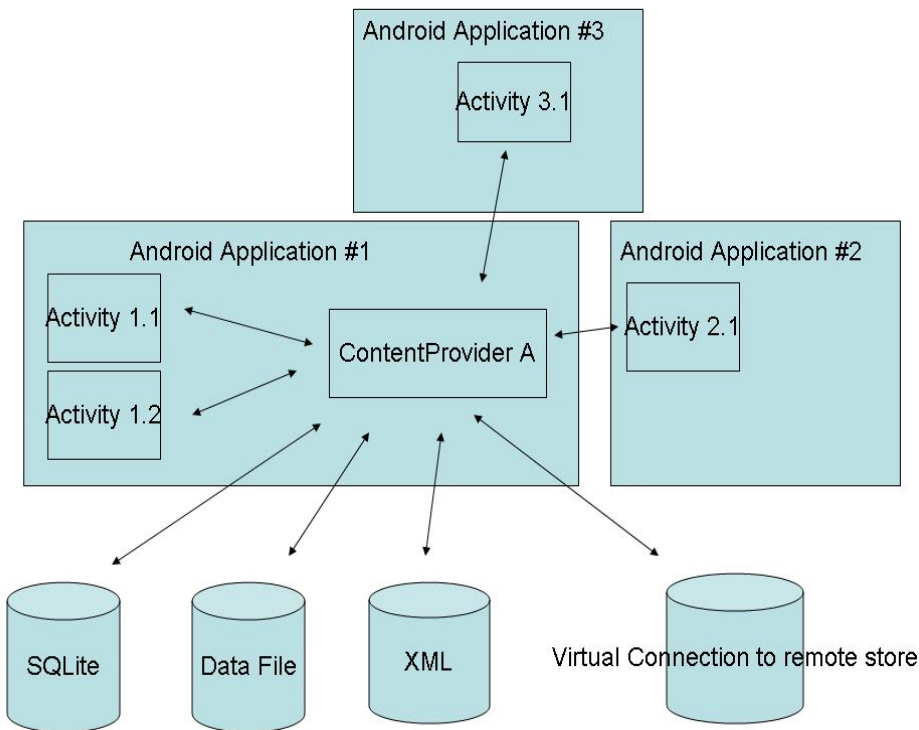 Android Application #3
Activity 3.1
Android Application #1
Android Application #2
Activity 1.1
Activity 2.1
ContentProvider A
Activity 1.2
SQLite
Data File
XML
Virtual Connection to remote store